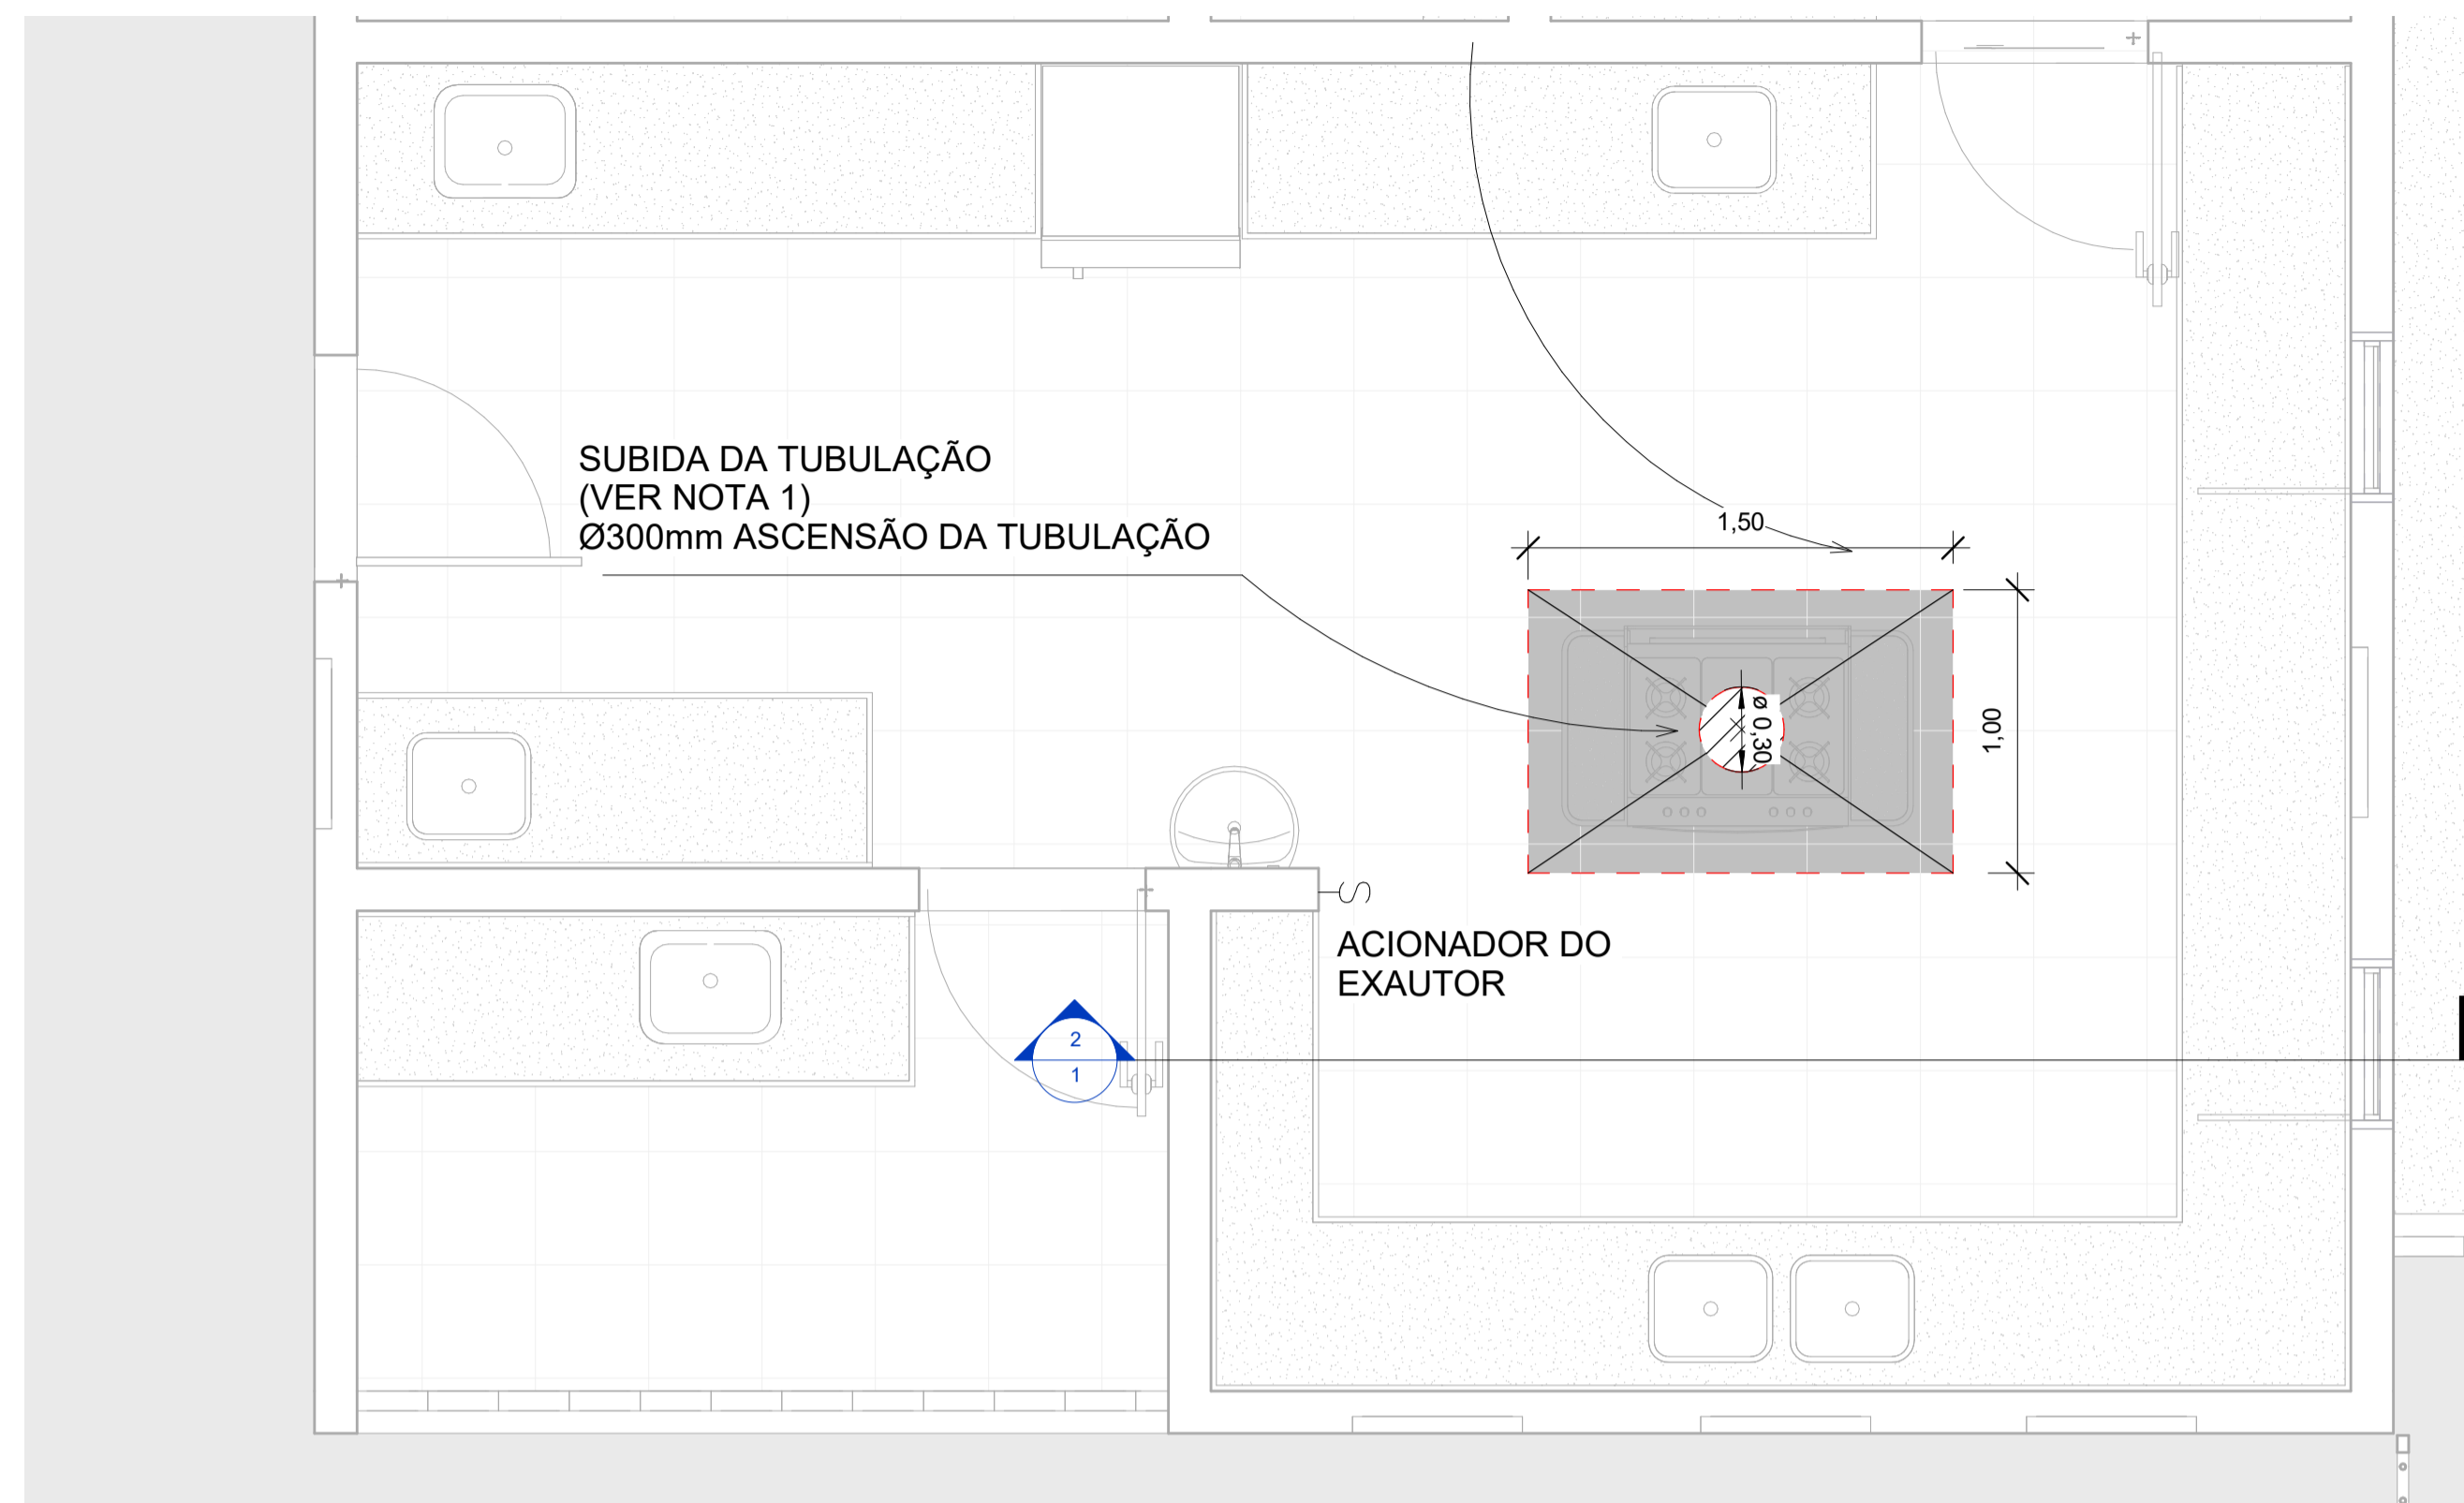 SUBIDA DA TUBULAÇÃO
(VER NOTA 1)
Ø300mm ASCENSÃO DA TUBULAÇÃO
1,50
1,00
ø 0,30
S
ACIONADOR DO
EXAUTOR
2
1